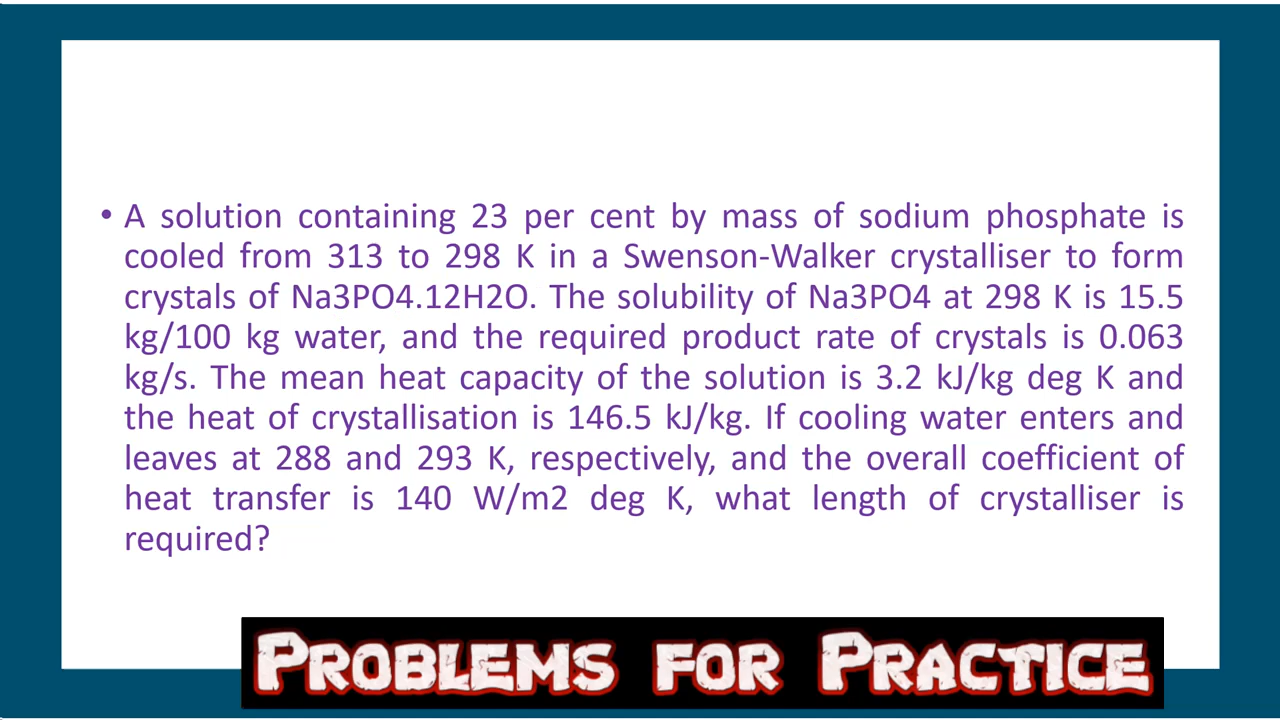 • A solution containing 23 per cent by mass of sodium phosphate is
cooled from 313 to 298 K in a Swenson-Walker crystalliser to form
crystals of Na3PO4.12H2O. The solubility of Na3PO4 at 298 K is 15.5
kg/100 kg water, and the required product rate of crystals is 0.063
kg/s. The mean heat capacity of the solution is 3.2 kJ/kg deg K and
the heat of crystallisation is 146.5 kJ/kg. If cooling water enters and
leaves at 288 and 293 K, respectively, and the overall coefficient of
heat transfer is 140 W/m2 deg K, what length of crystalliser is
required?
PROBLEMS FOR PRACTICE